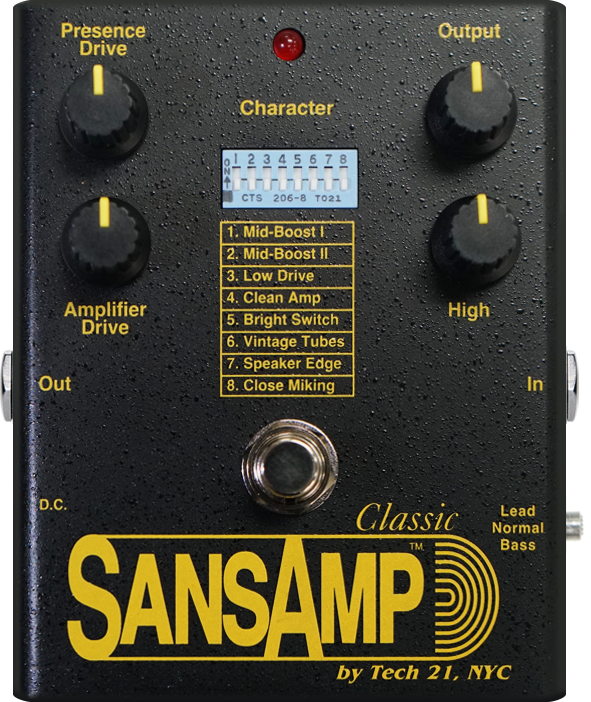 Presence
Drive
Output
Character
1 2 3 4 5 6 7 8
ON
CTS 206-8 T021
1. Mid-Boost I
2. Mid-Boost II
3. Low Drive
4. Clean Amp
5. Bright Switch
6. Vintage Tubes
7. Speaker Edge
8. Close Miking
Amplifier
Drive
High
Out
In
D.C.
Lead
Normal
Bass
Classic
SANSAMP™
by Tech 21, NYC